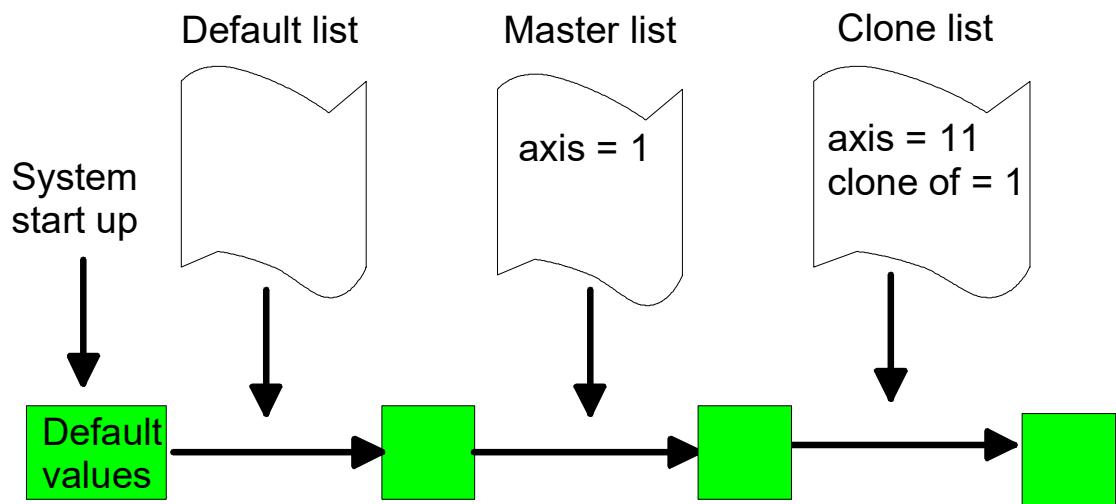 Default list
Master list
Clone list
axis = 1
axis = 11
clone of = 1
System
start up
Default
values